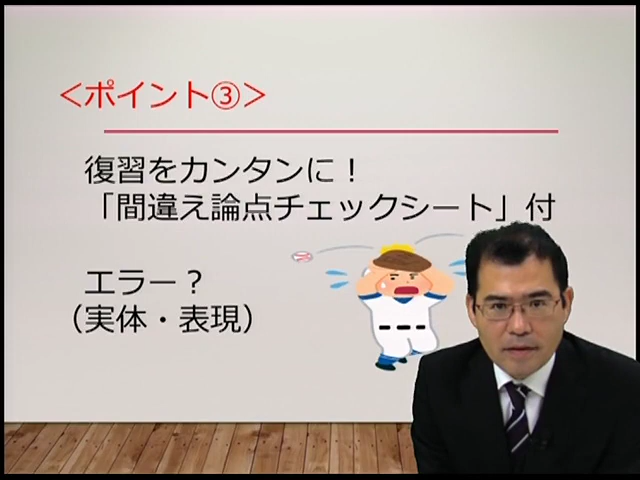 ＜ポイント③＞
復習をカンタンに！
「間違え論点チェックシート」付
エラー？
（実体・表現）